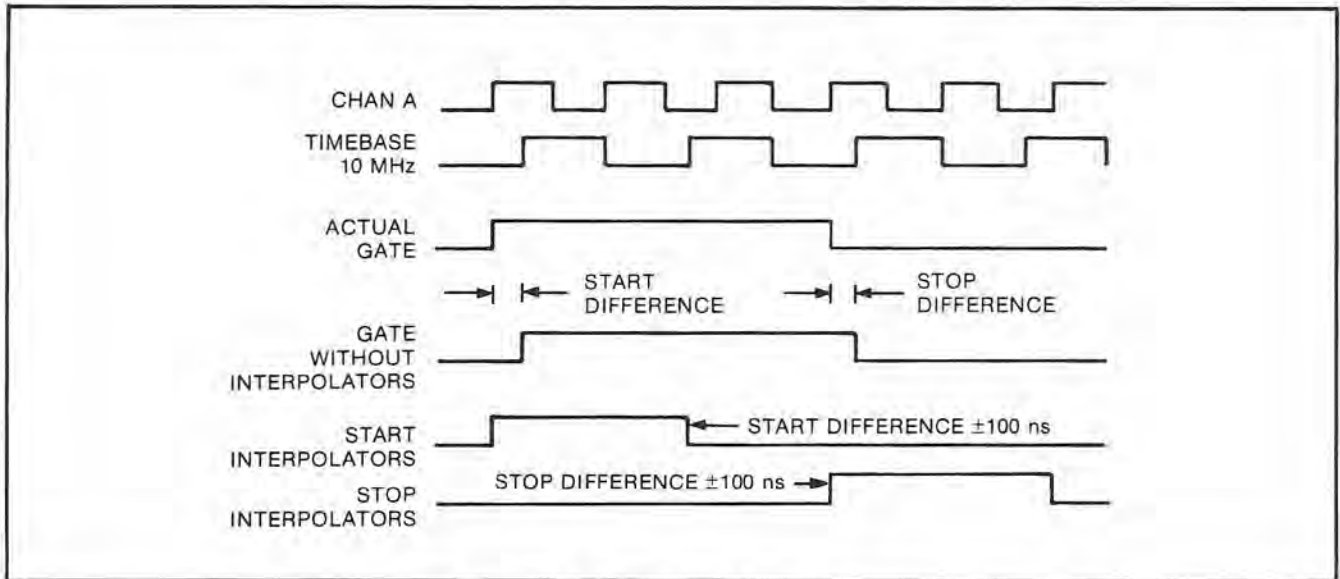 CHAN A
TIMEBASE
10 MHz
ACTUAL
GATE
START
DIFFERENCE
STOP
DIFFERENCE
GATE
WITHOUT
INTERPOLATORS
START
INTERPOLATORS
START DIFFERENCE ±100 ns
STOP DIFFERENCE ±100 ns
STOP
INTERPOLATORS